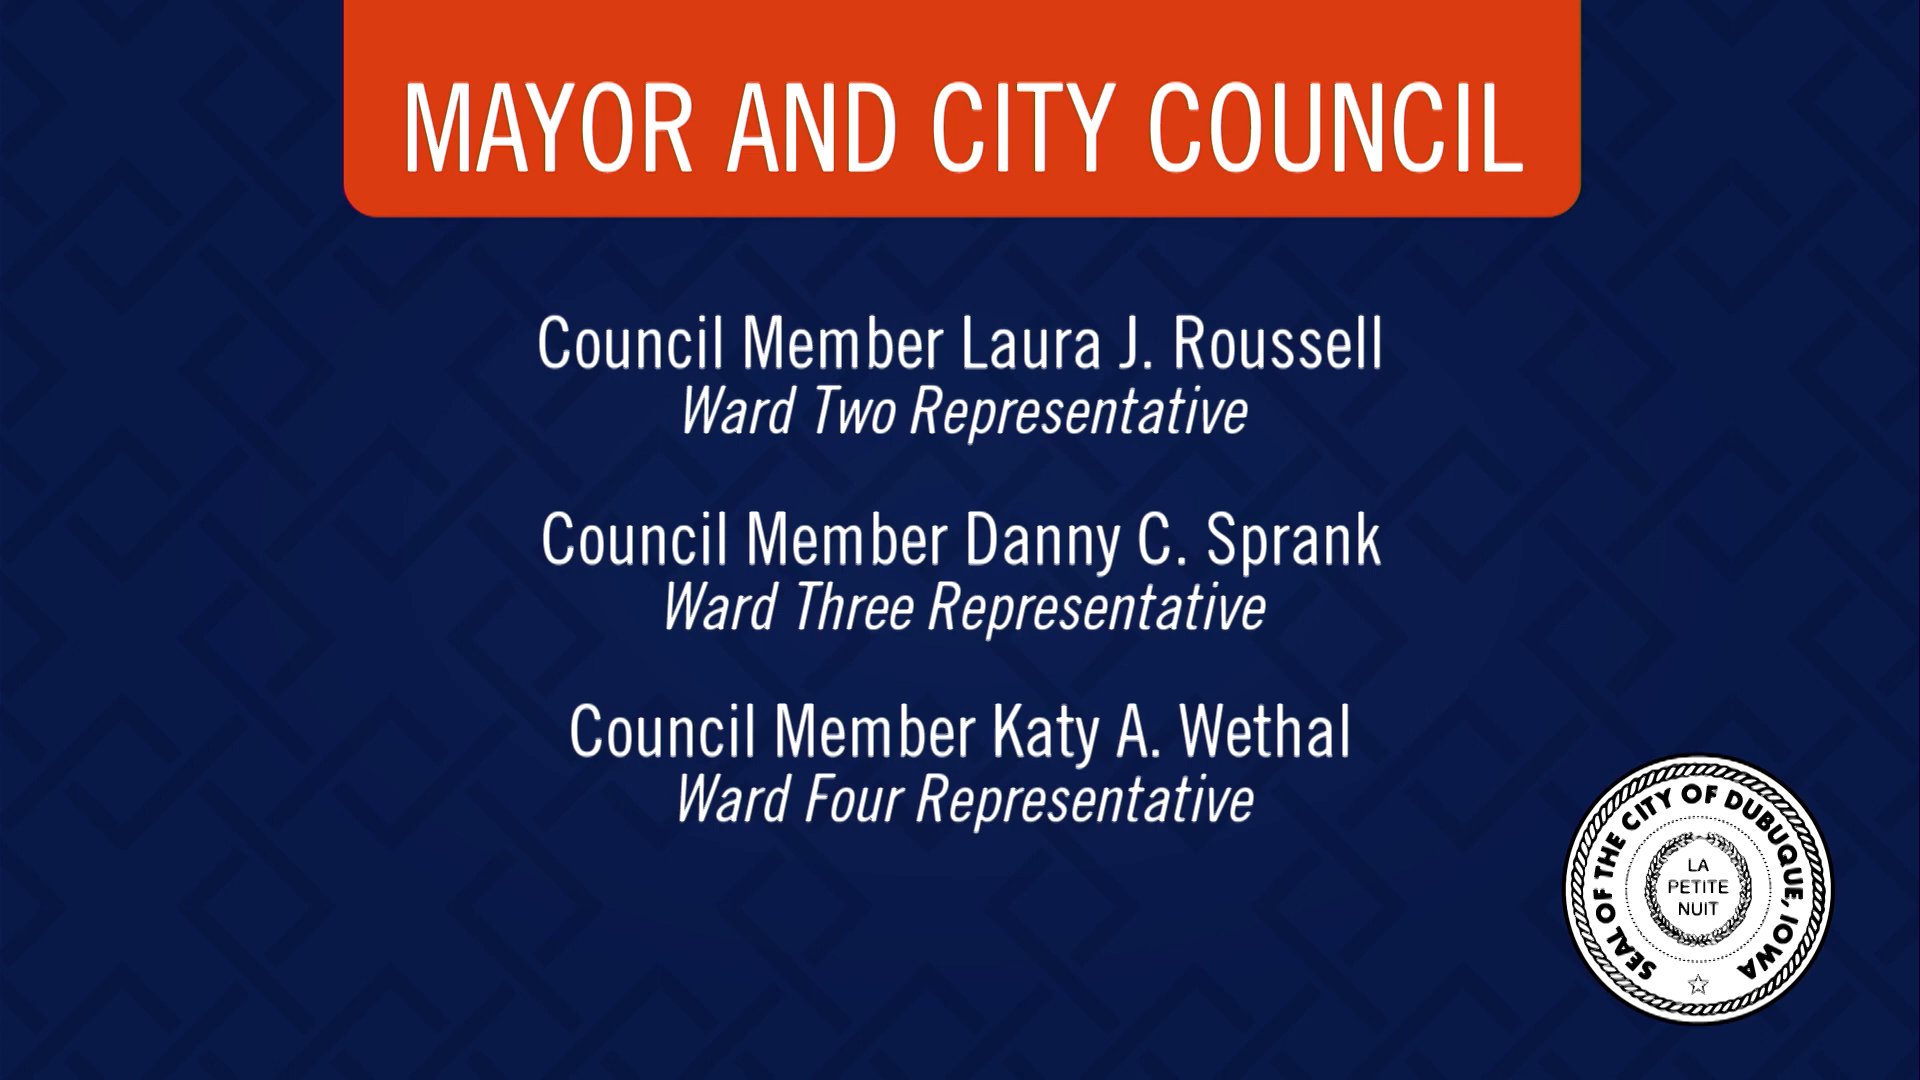 MAYOR AND CITY COUNCIL
Council Member Laura J. Roussell
Ward Two Representative
Council Member Danny C. Sprank
Ward Three Representative
Council Member Katy A. Wethal
Ward Four Representative
SEAL OF THE CITY OF DUBUQUE, IOWA
LA
PETITE
NUIT